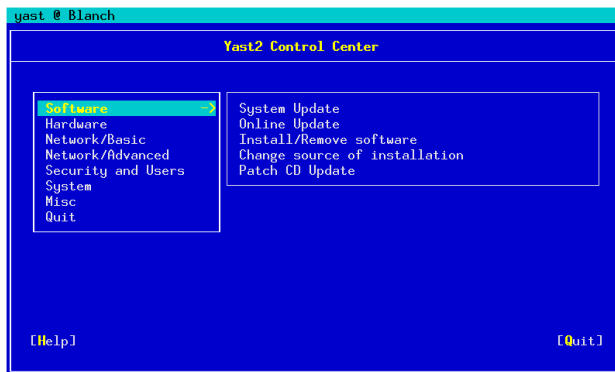 yast @ Blanch
Yast2 Control Center
Software ->
Hardware
Network/Basic
Network/Advanced
Security and Users
System
Misc
Quit
System Update
Online Update
Install/Remove software
Change source of installation
Patch CD Update
[Help]
[Quit]